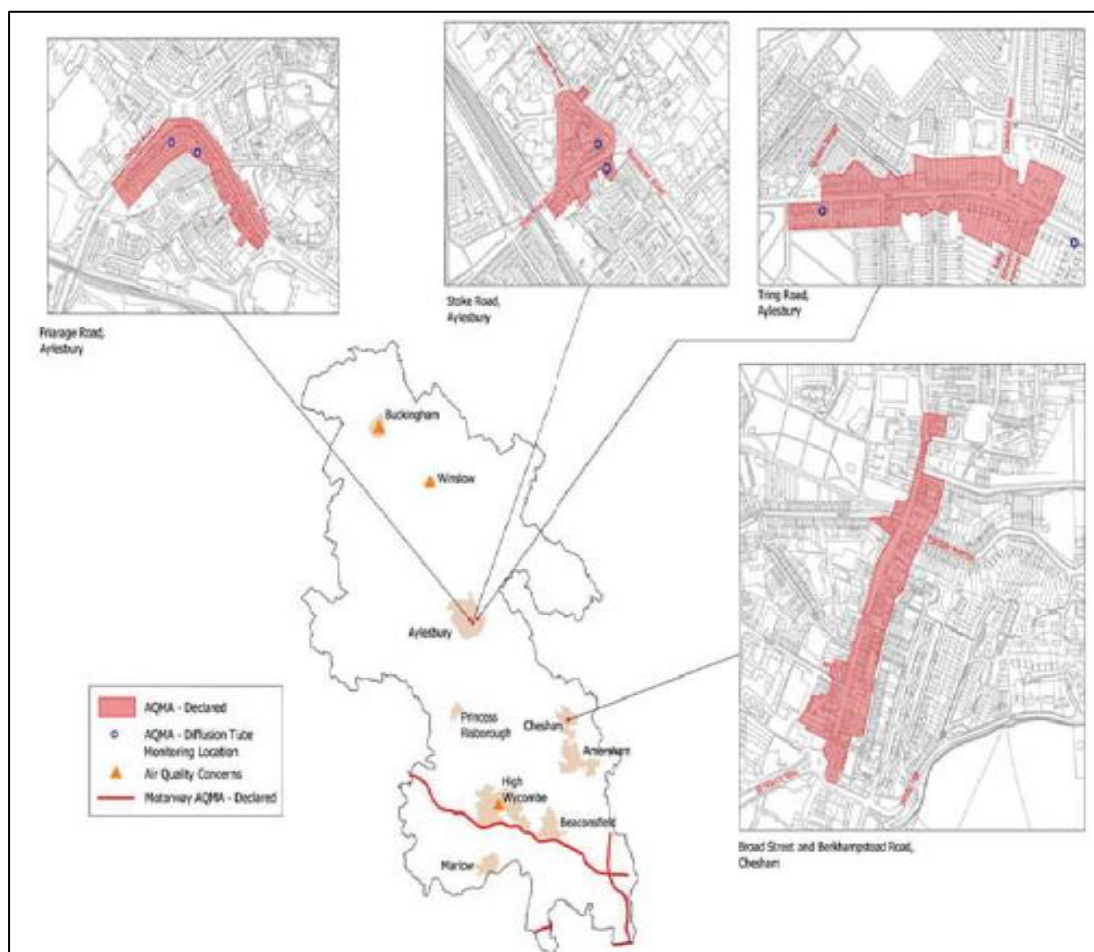 Friarage Road,
Aylesbury
Stoke Road,
Aylesbury
Tring Road,
Aylesbury
Buckingham
Winslow
Aylesbury
Princess
Risborough
Chesham
Amersham
High
Wycombe
Beaconsfield
Marlow
AQMA - Declared
AQMA - Diffusion Tube
Monitoring Location
Air Quality Concerns
Motorway AQMA - Declared
Broad Street and Berkhampstead Road,
Chesham